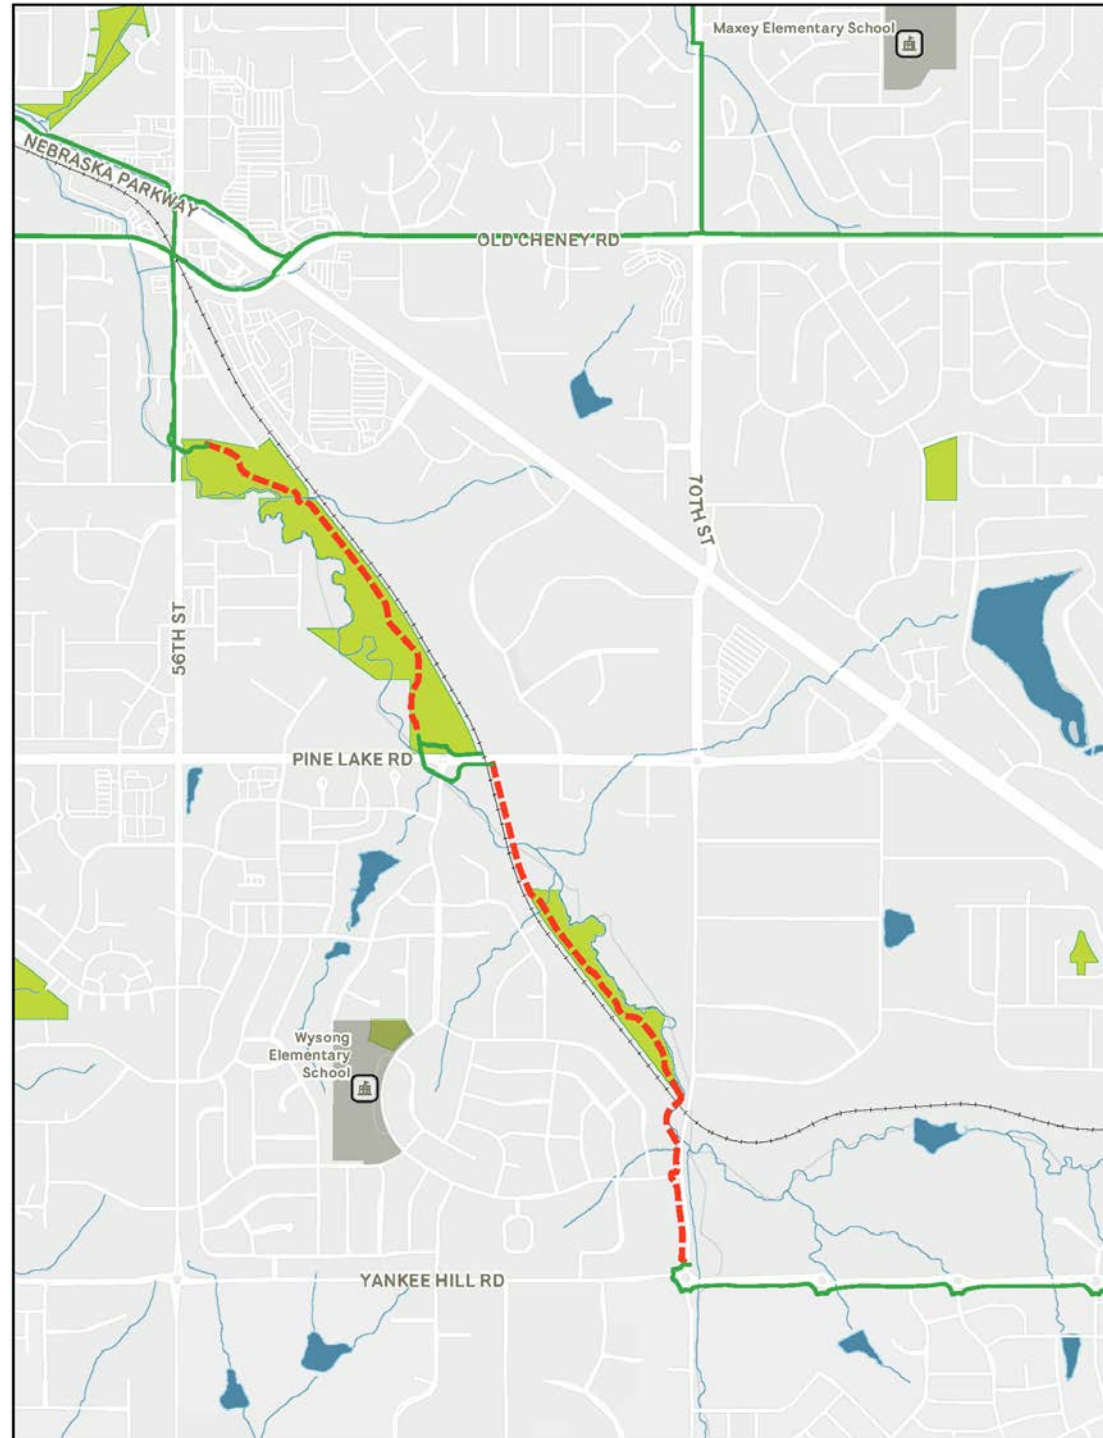 Maxey Elementary School
NEBRASKA PARKWAY
OLD CHENEY RD
70TH ST
56TH ST
PINE LAKE RD
Wysong
Elementary
School
YANKEE HILL RD